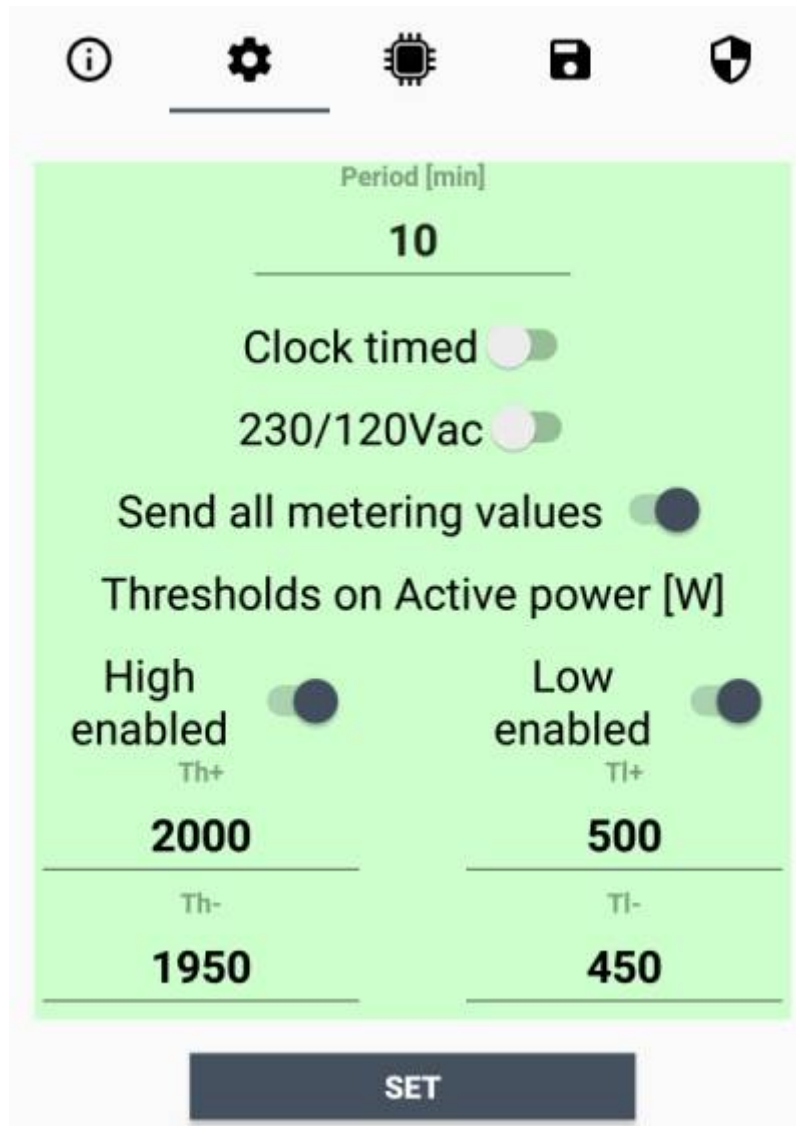 Period [min]
10
Clock timed
230/120Vac
Send all metering values
Thresholds on Active power [W]
High
enabled
Low
enabled
Th+
Tl+
2000
500
Th-
Tl-
1950
450
SET